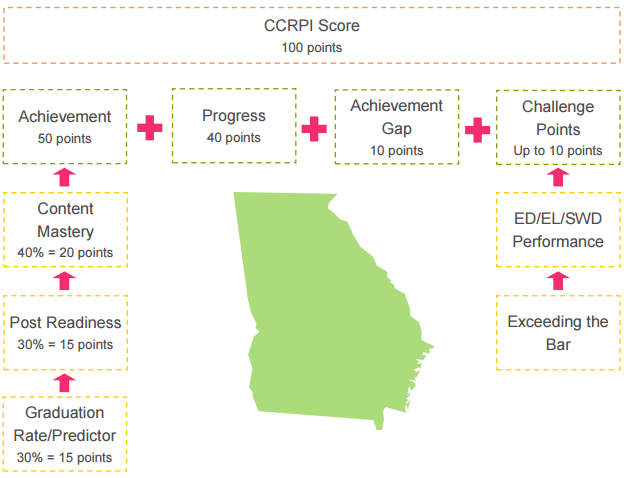 CCRPI Score
100 points
Achievement
50 points
Progress
40 points
Achievement
Gap
10 points
Challenge
Points
Up to 10 points
Content
Mastery
40% = 20 points
ED/EL/SWD
Performance
Post Readiness
30% = 15 points
Exceeding the
Bar
Graduation
Rate/Predictor
30% = 15 points